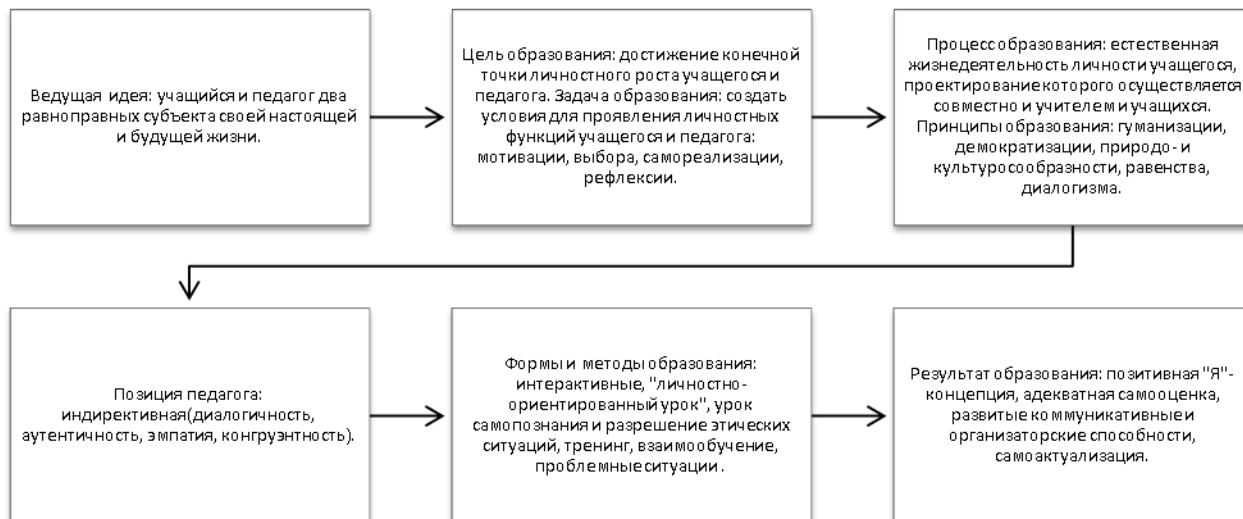 Ведущая идея: учащийся и педагог два
равноправных субъекта своей настоящей
и будущей жизни.
Цель образования: достижение конечной
точки личностного роста учащегося и
педагога. Задача образования: создать
условия для проявления личностных
функций учащегося и педагога:
мотивации, выбора, самореализации,
рефлексии.
Процесс образования: естественная
жизнедеятельность личности учащегося,
проектирование которого осуществляется
совместно и учителем и учащихся.
Принципы образования: гуманизации,
демократизации, природо- и
культуросообразности, равенства,
диалогизма.
Позиция педагога:
индирективная(диалогичность,
аутентичность, эмпатия, конгруэнтность).
Формы и методы образования:
интерактивные, "личностно-
ориентированный урок", урок
самопознания и разрешение этических
ситуаций, тренинг, взаимообучение,
проблемные ситуации.
Результат образования: позитивная "Я"-
концепция, адекватная самооценка,
развитые коммуникативные и
организаторские способности,
самоактуализация.